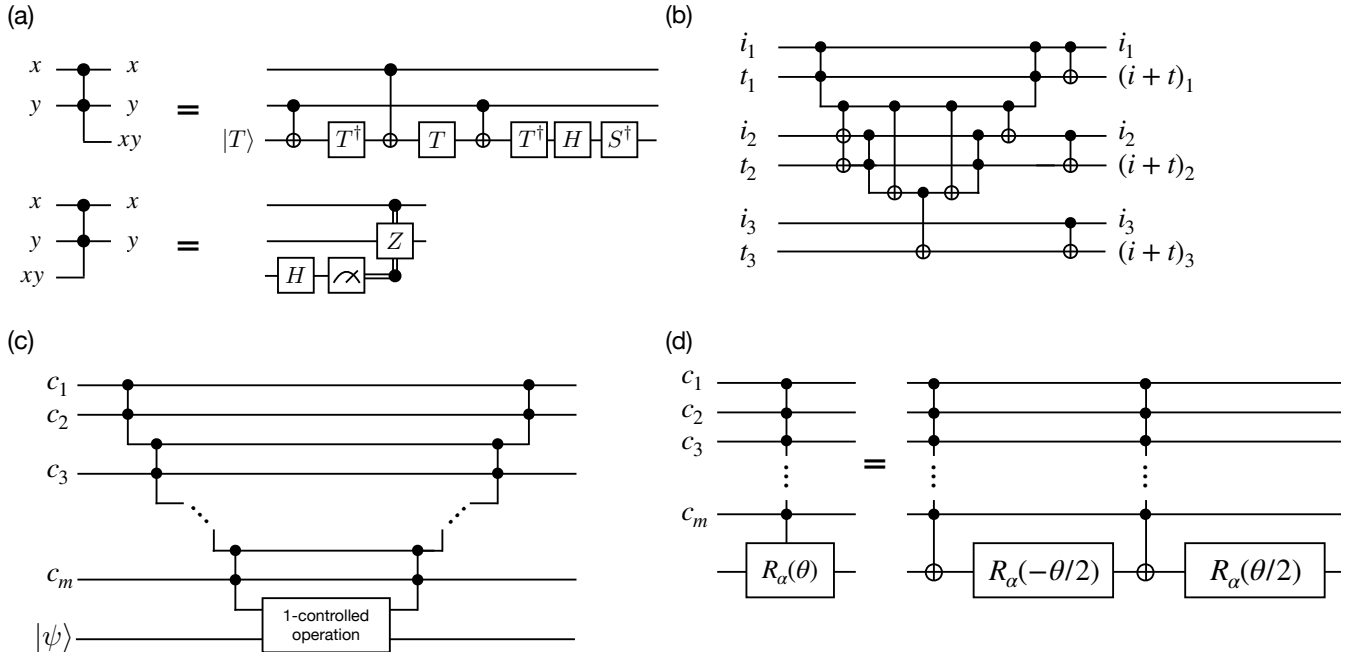 (a)
x x
y = y
xy
|T⟩ T† T T† H S†
x x
y = y
xy
Z
H
(b)
i₁ i₁
t₁ (i + t)₁
i₂ i₂
t₂ (i + t)₂
i₃ i₃
t₃ (i + t)₃
(c)
c₁
c₂
c₃
cₘ
1-controlled
operation
|ψ⟩
(d)
c₁
c₂
c₃
=
cₘ
Rα(θ) Rα(−θ/2) Rα(θ/2)